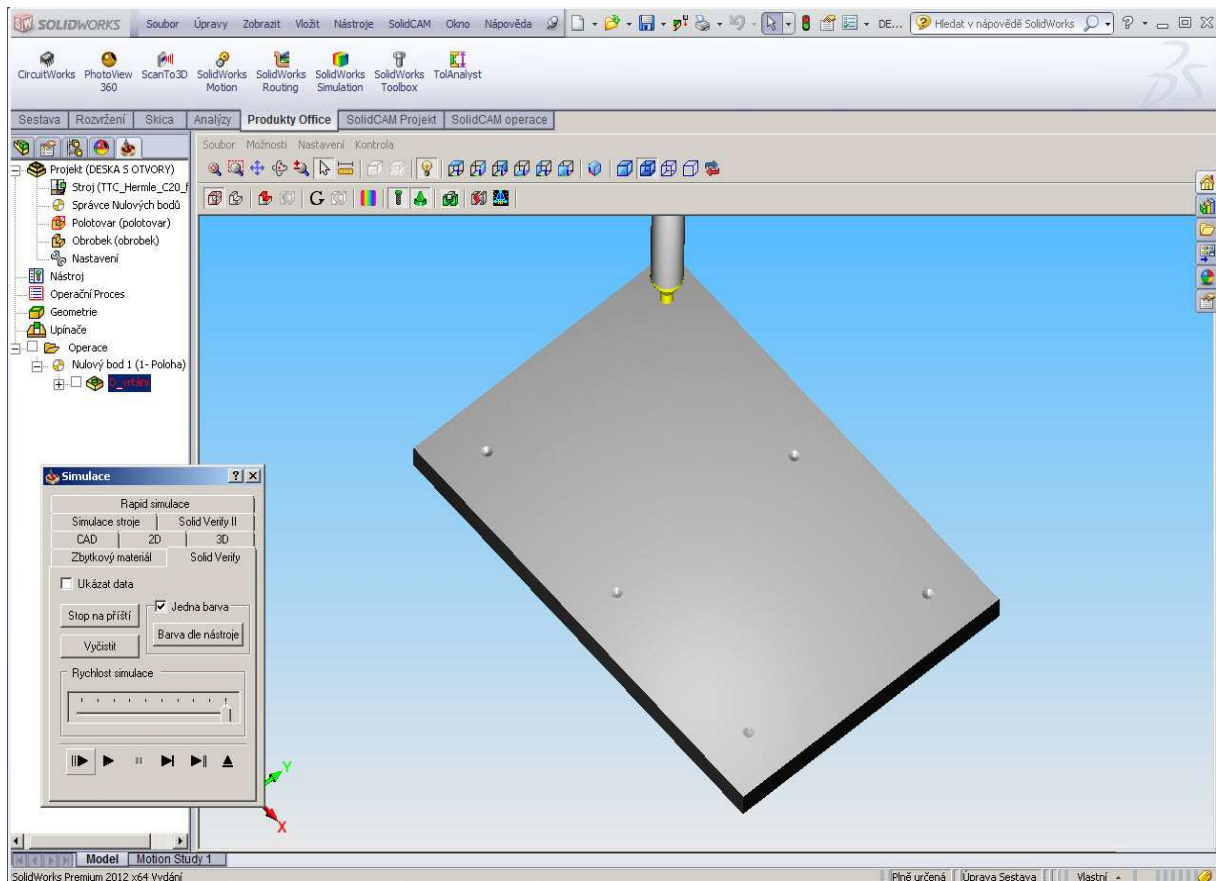 SOLIDWORKS Soubor Úpravy Zobrazit Vložit Nástroje SolidCAM Okno Nápověda DE... Hledat v nápovědě SolidWorks
CircuitWorks PhotoView 360 ScanTo3D SolidWorks Motion SolidWorks Routing SolidWorks Simulation SolidWorks Toolbox TolAnalyst
Sestava Rozvržení Skica Analýzy Produkty Office SolidCAM Projekt SolidCAM operace
Soubor Možnosti Nastavení Kontrola
Projekt (DESKA S OTVORY)
Stroj (TTC_Hermle_C20_f
Správce Nulových bodů
Polotovar (polotovar)
Obrobek (obrobek)
Nastavení
Nástroj
Operační Proces
Geometrie
Upínače
Operace
Nulový bod 1 (1- Poloha)
D_vrtání
Simulace
Rapid simulace
Simulace stroje Solid Verify II
CAD 2D 3D
Zbytkový materiál Solid Verify
Ukázat data
Stop na příští
Jedna barva
Vyčistit
Barva dle nástroje
Rychlost simulace
G
Y
X
Model Motion Study 1
SolidWorks Premium 2012 x64 Vydání Plně určená Úprava Sestava Vlastní